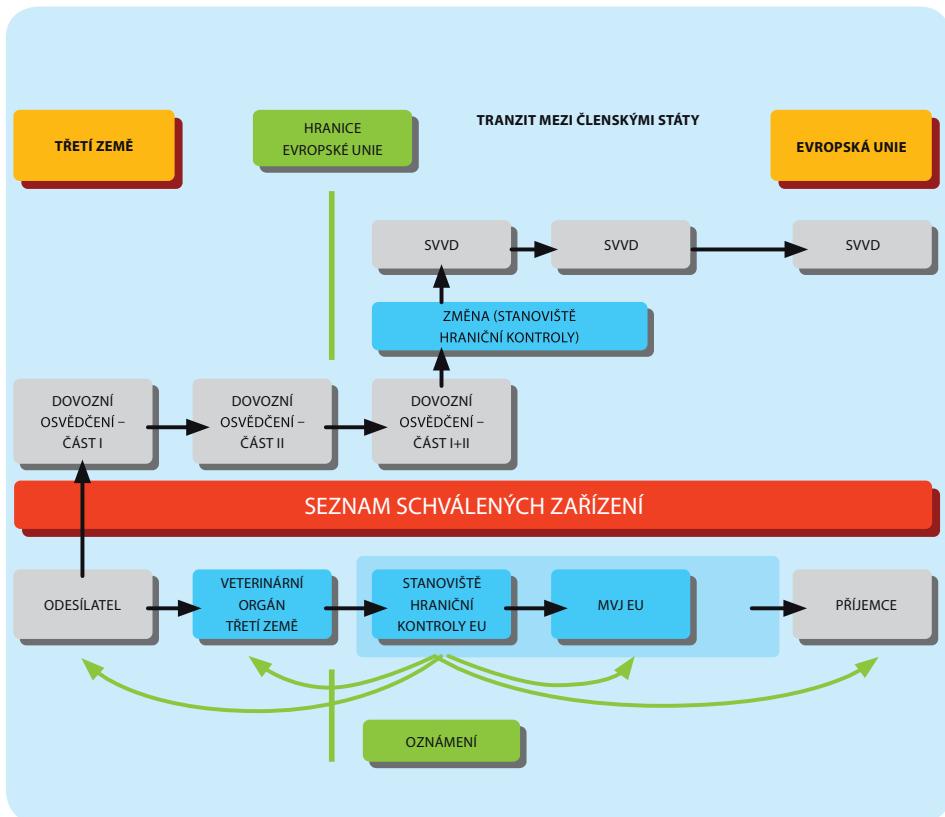 TŘETÍ ZEMĚ
HRANICE
EVROPSKÉ UNIE
TRANZIT MEZI ČLENSKÝMI STÁTY
EVROPSKÁ UNIE
SVVD
SVVD
SVVD
ZMĚNA (STANOVIŠTĚ
HRANIČNÍ KONTROLY)
DOVOZNÍ
OSVĚDČENÍ –
ČÁST I
DOVOZNÍ
OSVĚDČENÍ –
ČÁST II
DOVOZNÍ
OSVĚDČENÍ –
ČÁST I+II
SEZNAM SCHVÁLENÝCH ZAŘÍZENÍ
ODESÍLATEL
VETERINÁRNÍ
ORGÁN
TŘETÍ ZEMĚ
STANOVIŠTĚ
HRANIČNÍ
KONTROLY EU
MVJ EU
PŘÍJEMCE
OZNÁMENÍ